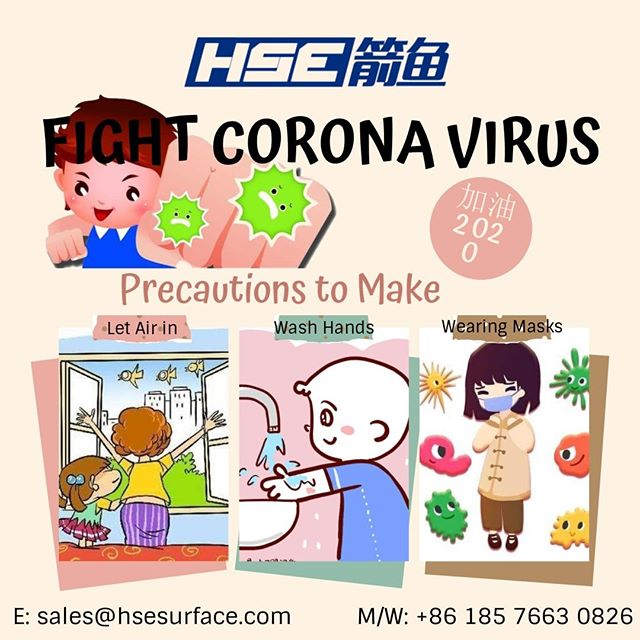 HSE箭鱼
FIGHT CORONA VIRUS
加油
202
0
Precautions to Make
Let Air in
Wash Hands
Wearing Masks
E: sales@hsesurface.com
M/W: +86 185 7663 0826